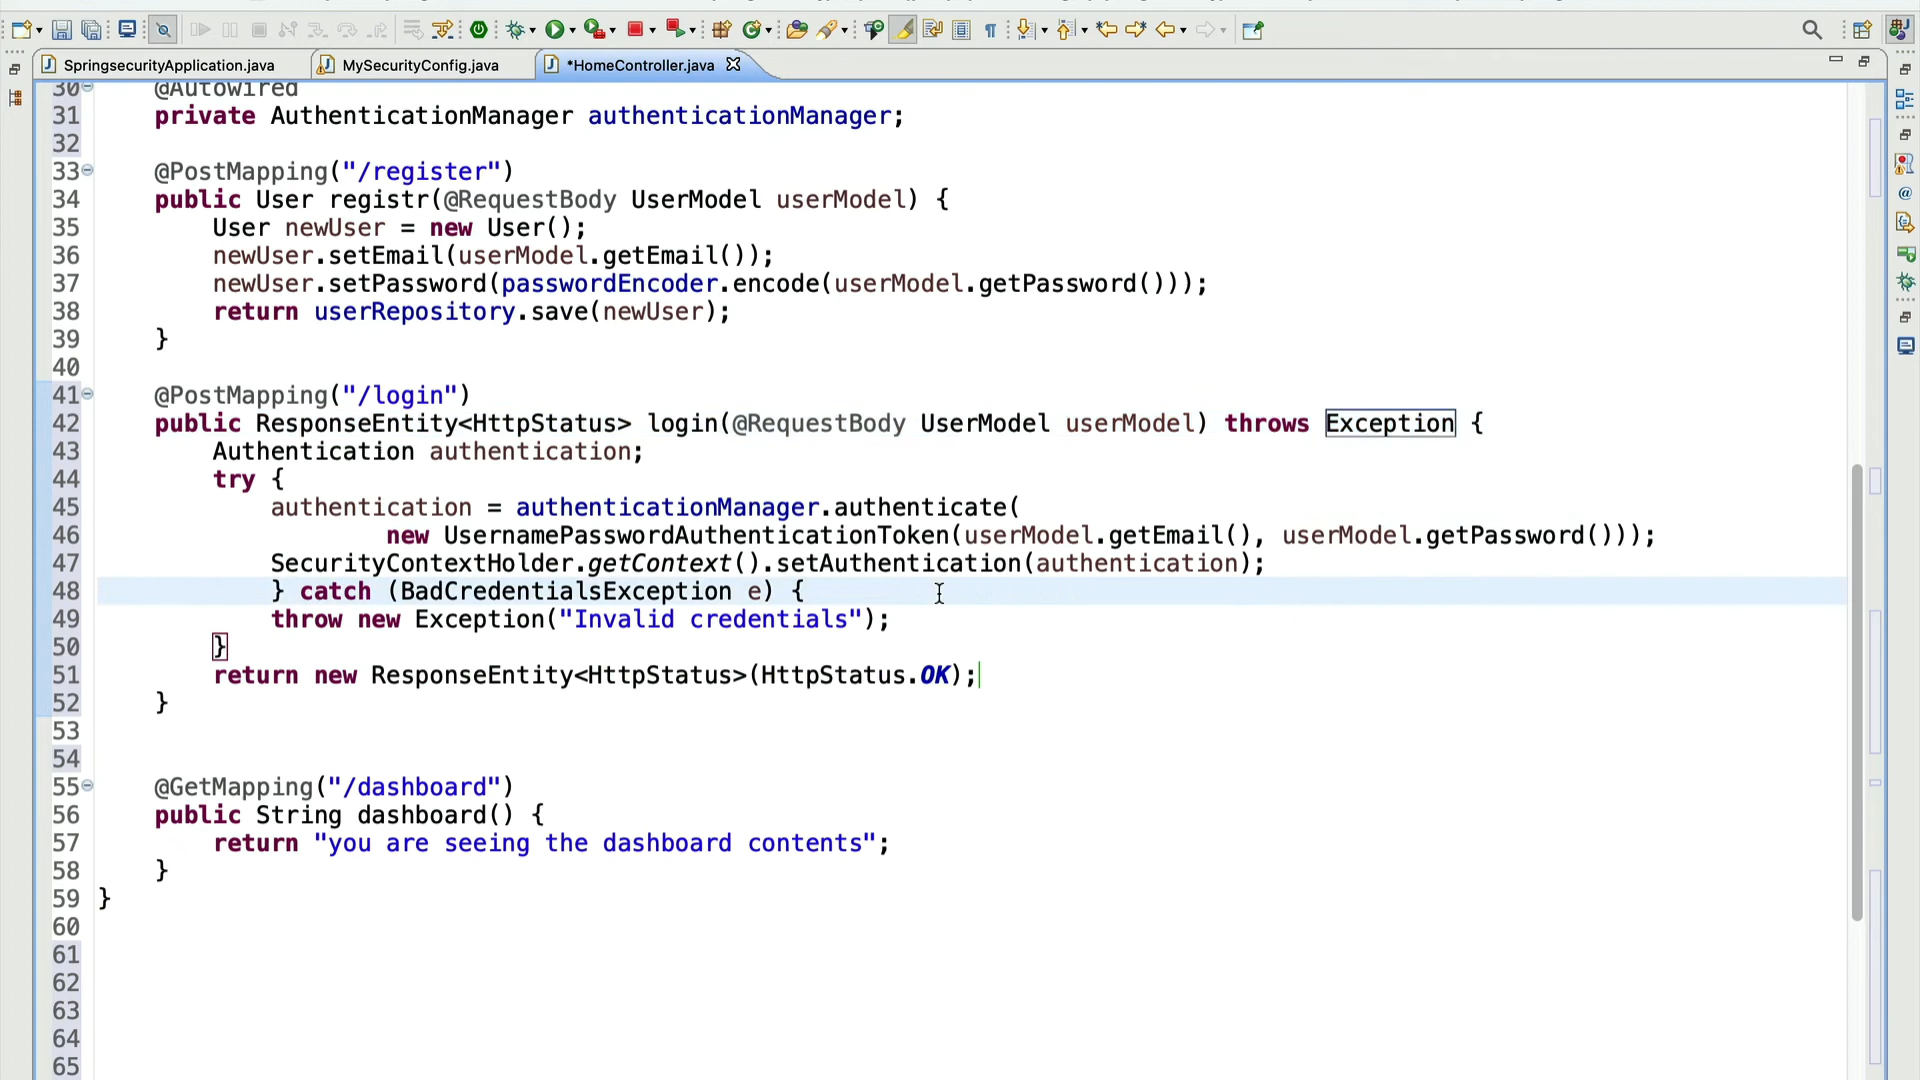 SpringsecurityApplication.java
MySecurityConfig.java
*HomeController.java
30 @Autowired
31 private AuthenticationManager authenticationManager;
32
33 @PostMapping("/register")
34 public User registr(@RequestBody UserModel userModel) {
35 User newUser = new User();
36 newUser.setEmail(userModel.getEmail());
37 newUser.setPassword(passwordEncoder.encode(userModel.getPassword()));
38 return userRepository.save(newUser);
39 }
40
41 @PostMapping("/login")
42 public ResponseEntity<HttpStatus> login(@RequestBody UserModel userModel) throws Exception {
43 Authentication authentication;
44 try {
45 authentication = authenticationManager.authenticate(
46 new UsernamePasswordAuthenticationToken(userModel.getEmail(), userModel.getPassword()));
47 SecurityContextHolder.getContext().setAuthentication(authentication);
48 } catch (BadCredentialsException e) {
49 throw new Exception("Invalid credentials");
50 }
51 return new ResponseEntity<HttpStatus>(HttpStatus.OK);
52 }
53
54
55 @GetMapping("/dashboard")
56 public String dashboard() {
57 return "you are seeing the dashboard contents";
58 }
59 }
60
61
62
63
64
65